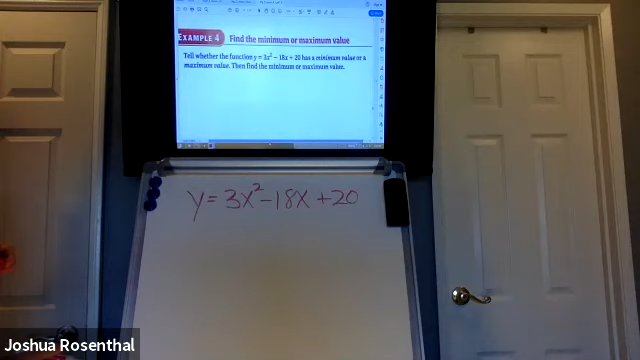 EXAMPLE 4 Find the minimum or maximum value
Tell whether the function y = 3x² − 18x + 20 has a minimum value or a
maximum value. Then find the minimum or maximum value.
y = 3x² − 18x + 20
Joshua Rosenthal